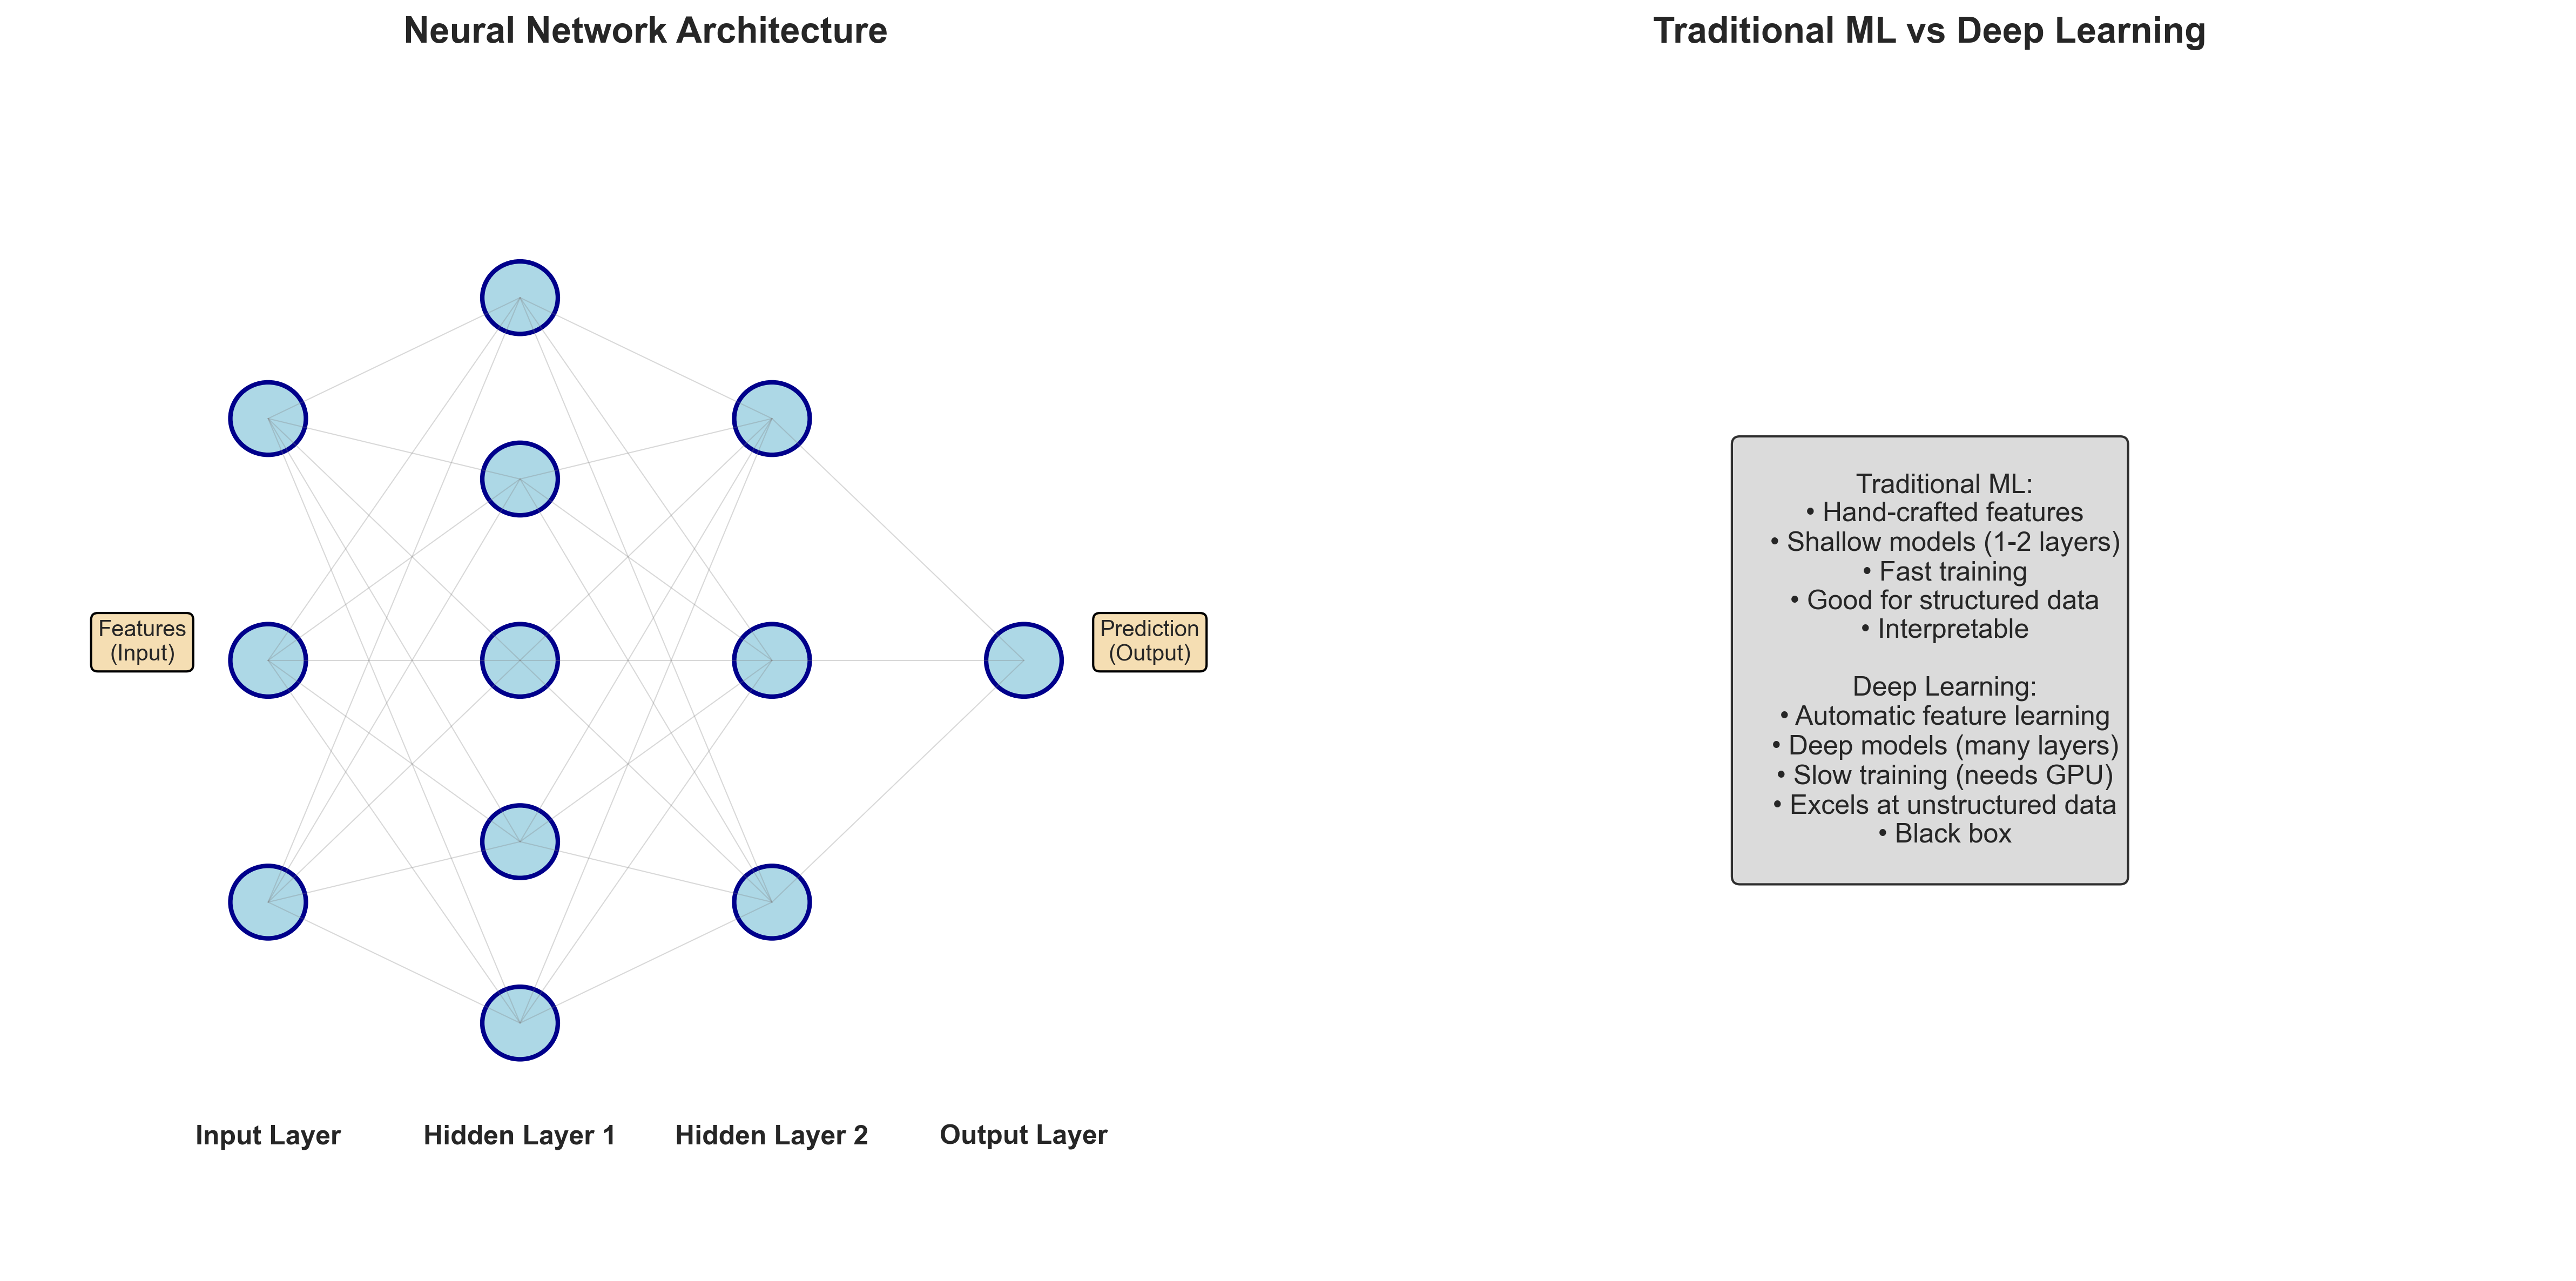 Neural Network Architecture
Features
(Input)
Prediction
(Output)
Input Layer
Hidden Layer 1
Hidden Layer 2
Output Layer
Traditional ML vs Deep Learning
Traditional ML:
• Hand-crafted features
• Shallow models (1-2 layers)
• Fast training
• Good for structured data
• Interpretable
Deep Learning:
• Automatic feature learning
• Deep models (many layers)
• Slow training (needs GPU)
• Excels at unstructured data
• Black box